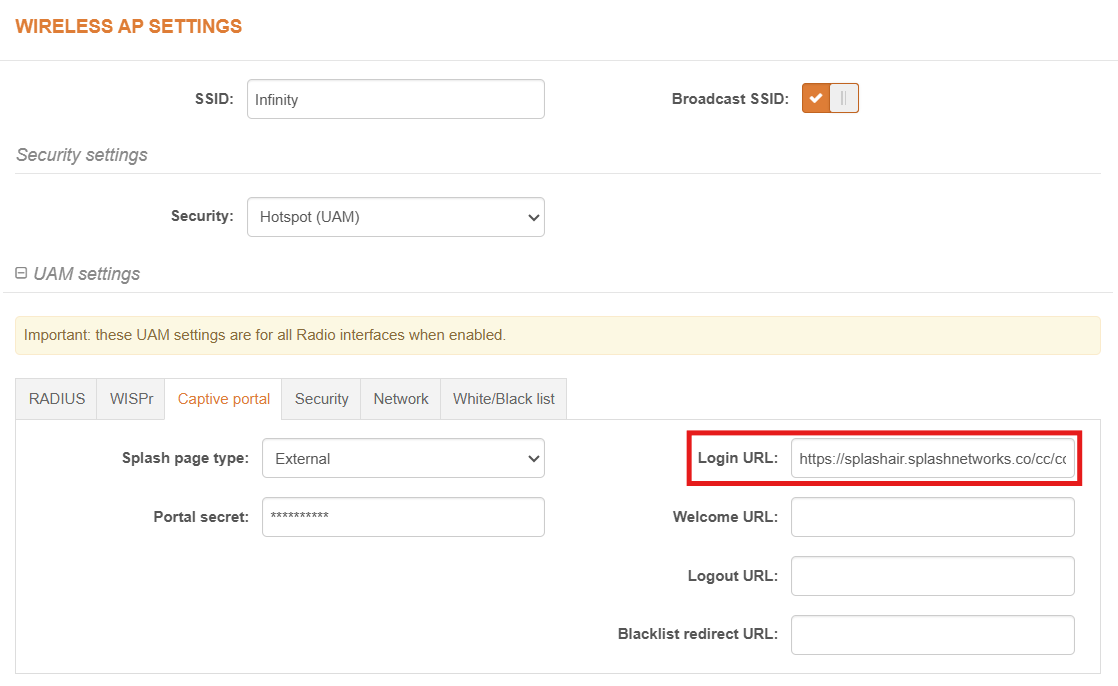 WIRELESS AP SETTINGS
SSID: Infinity Broadcast SSID:
Security settings
Security: Hotspot (UAM)
UAM settings
Important: these UAM settings are for all Radio interfaces when enabled.
RADIUS WISPr Captive portal Security Network White/Black list
Splash page type: External Login URL: https://splashair.splashnetworks.co/cc/co
Portal secret: ********** Welcome URL:
Logout URL:
Blacklist redirect URL: